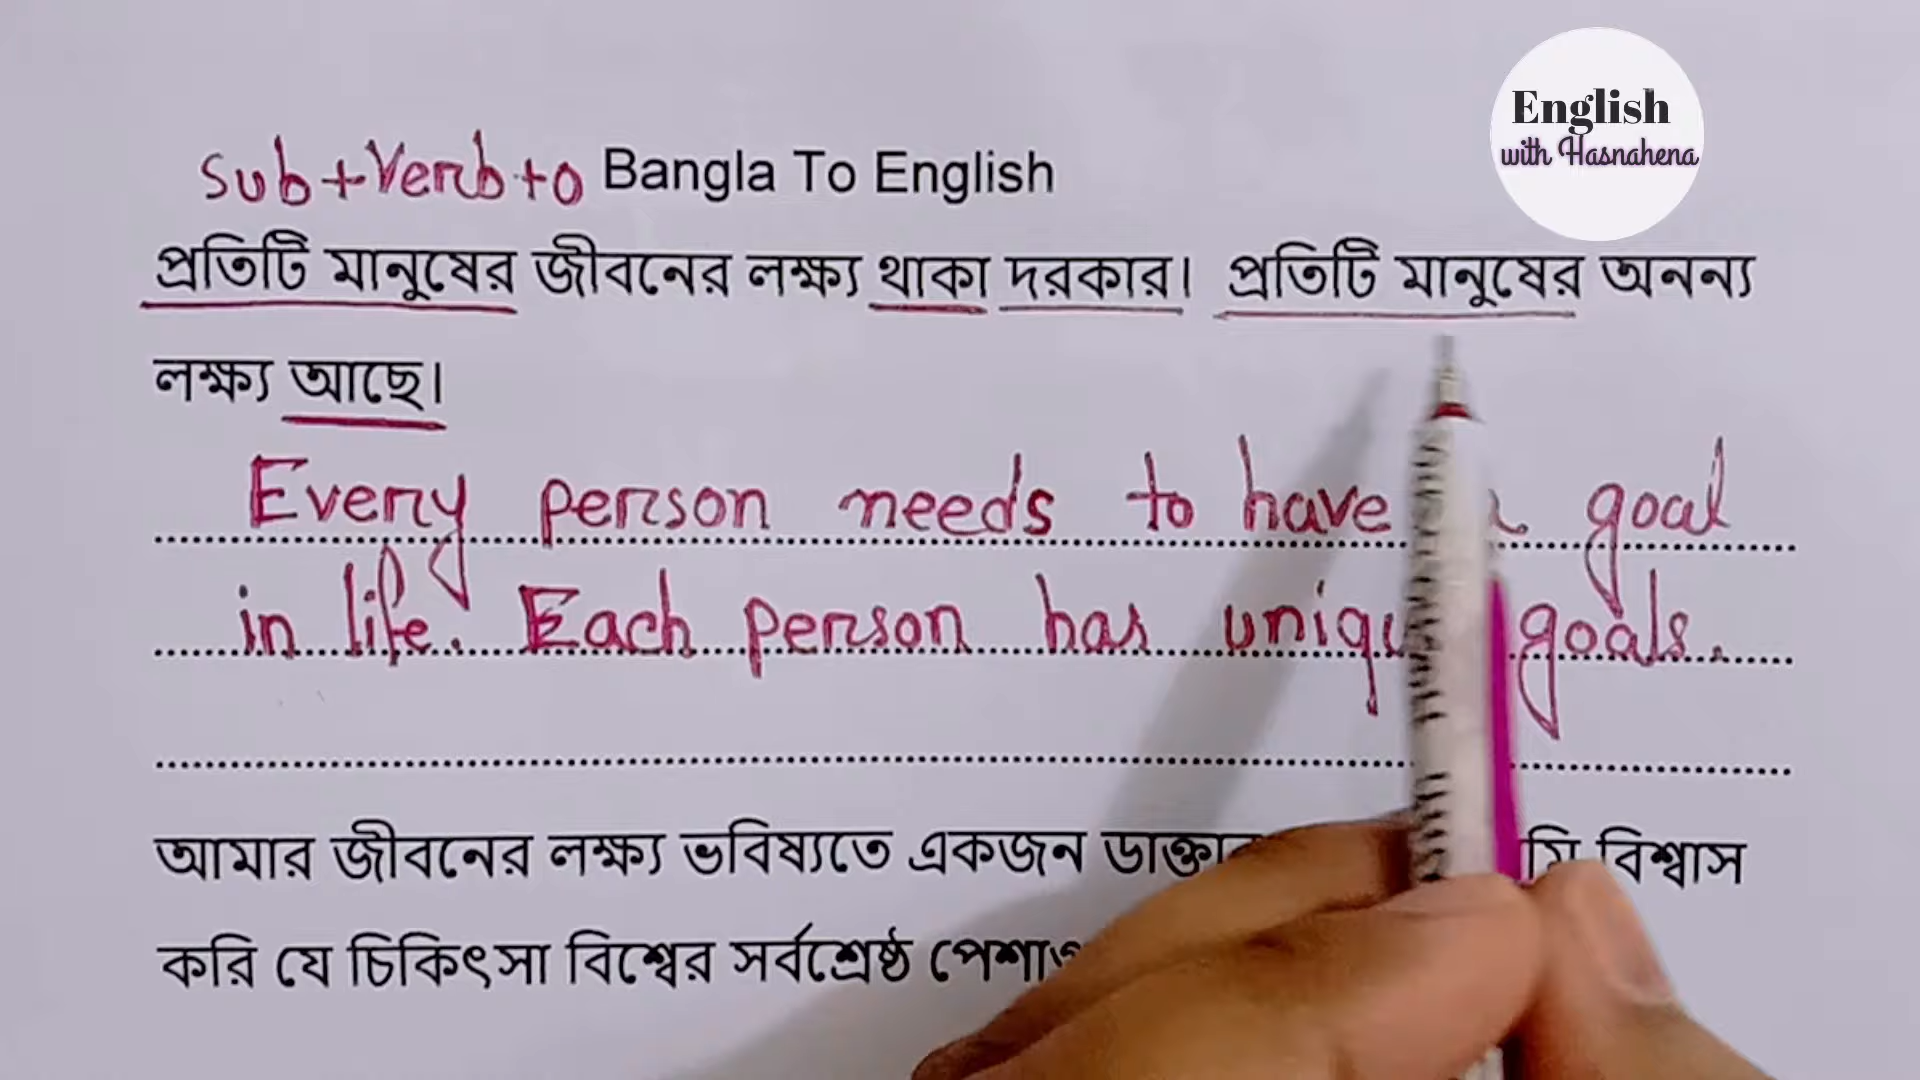 English
with Hasnahena
Sub+Verb+to Bangla To English
প্রতিটি মানুষের জীবনের লক্ষ্য থাকা দরকার। প্রতিটি মানুষের অনন্য
লক্ষ্য আছে।
Every person needs to have a goal
in life. Each person has unique goals.
আমার জীবনের লক্ষ্য ভবিষ্যতে একজন বিশ্বাস
করি যে চিকিৎসা বিশ্বের সর্বশ্রেষ্ঠ